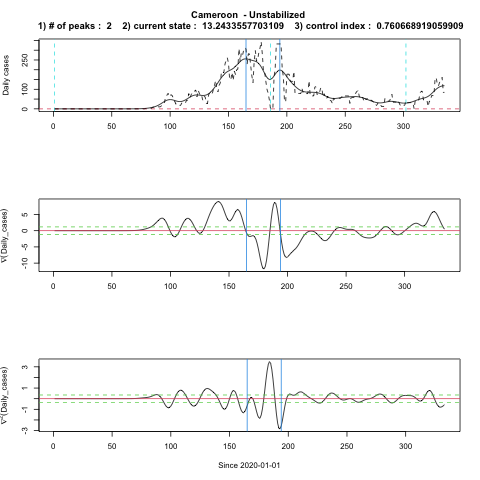 Cameroon - Unstabilized
1) # of peaks : 2 2) current state : 13.2433557703109 3) control index : 0.760668919059909
Daily cases
250
100
0
0 50 100 150 200 250 300
∇(Daily_cases)
5
0
-5
-10
0 50 100 150 200 250 300
∇²(Daily_cases)
3
1
-1
-3
0 50 100 150 200 250 300
Since 2020-01-01